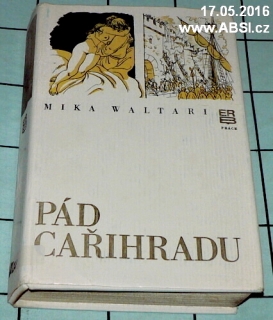 17.05.2016
www.ABSI.cz
MIKA WALTARI
PRÁCE
PÁD
CAŘIHRADU